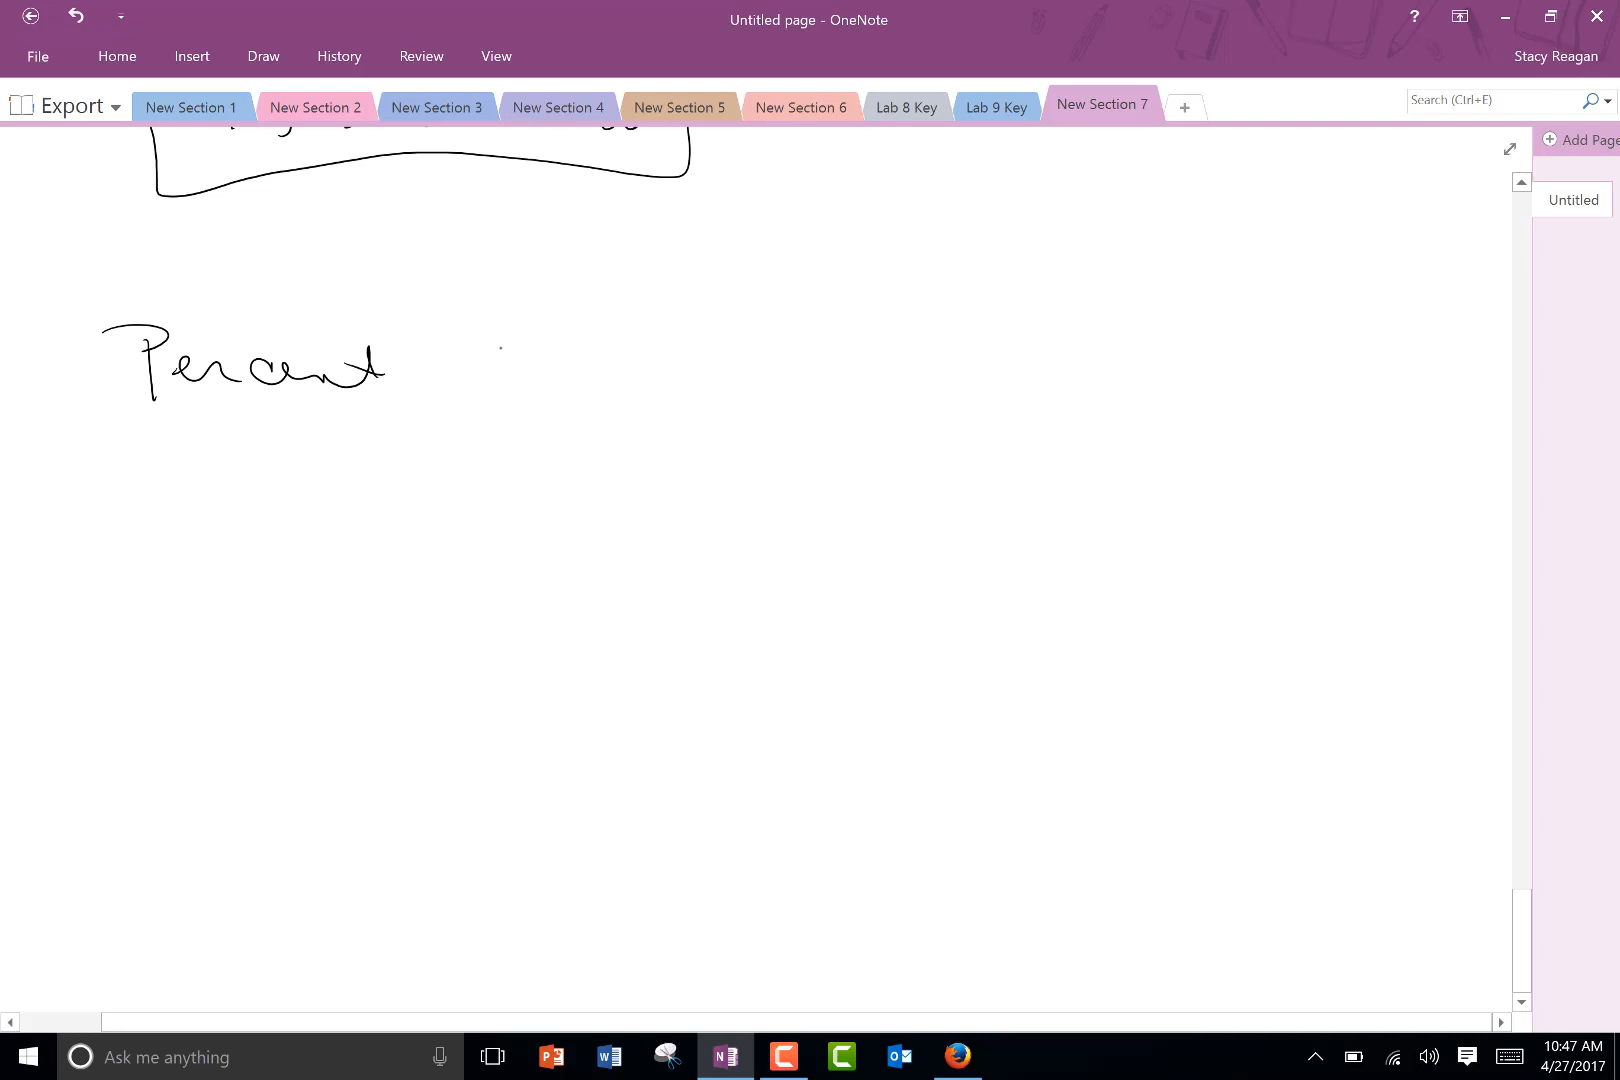 Untitled page - OneNote
?
File Home Insert Draw History Review View
Stacy Reagan
Export New Section 1 New Section 2 New Section 3 New Section 4 New Section 5 New Section 6 Lab 8 Key Lab 9 Key New Section 7
Search (Ctrl+E)
Add Page
Untitled
Percent
Ask me anything
10:47 AM
4/27/2017